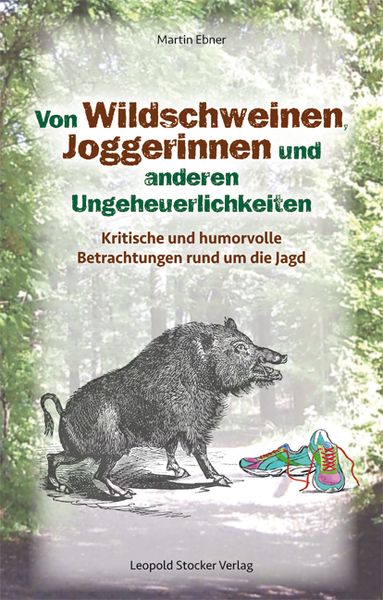 Martin Ebner
Von Wildschweinen,
Joggerinnen und
anderen
Ungeheuerlichkeiten
Kritische und humorvolle
Betrachtungen rund um die Jagd
Leopold Stocker Verlag